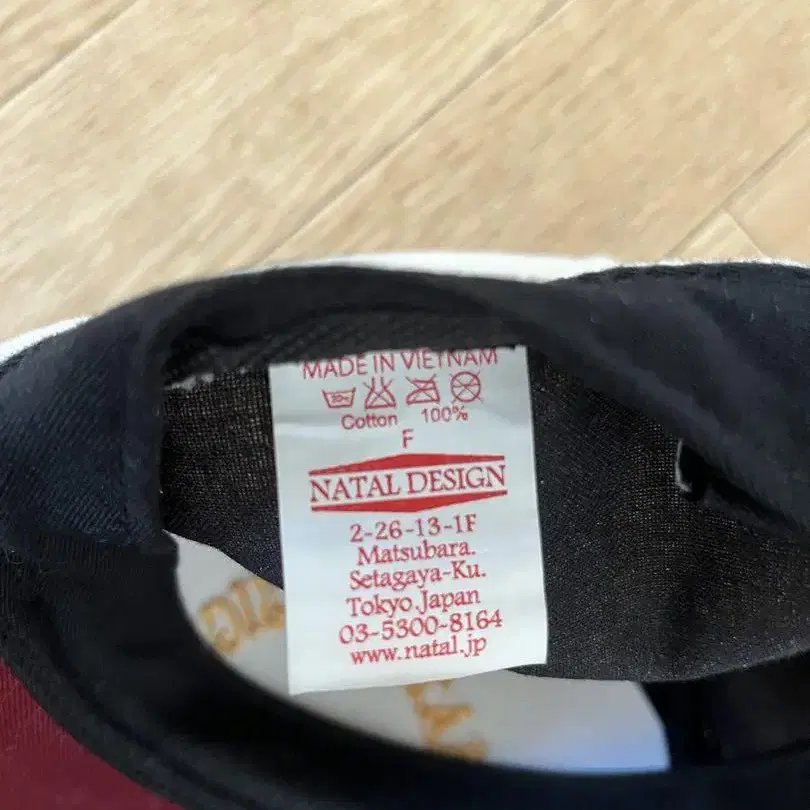 MADE IN VIETNAM
Cotton 100%
F
NATAL DESIGN
2-26-13-1F
Matsubara.
Setagaya-Ku.
Tokyo.Japan
03-5300-8164
www.natal.jp